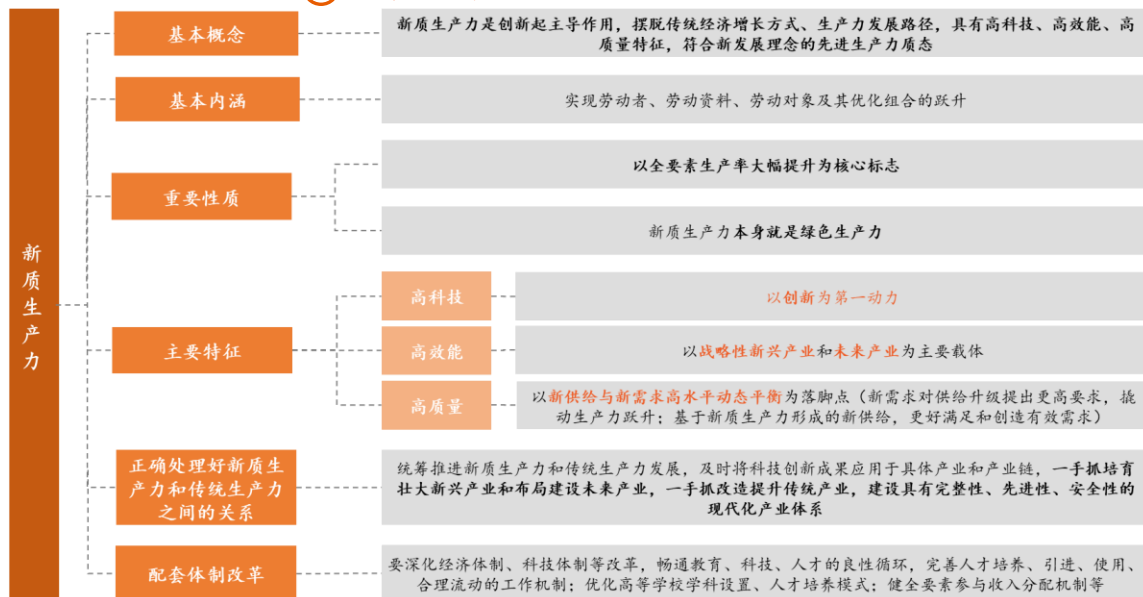 新质生产力
基本概念
新质生产力是创新起主导作用，摆脱传统经济增长方式、生产力发展路径，具有高科技、高效能、高
质量特征，符合新发展理念的先进生产力质态
基本内涵
实现劳动者、劳动资料、劳动对象及其优化组合的跃升
重要性质
以全要素生产率大幅提升为核心标志
新质生产力本身就是绿色生产力
主要特征
高科技
以创新为第一动力
高效能
以战略性新兴产业和未来产业为主要载体
高质量
以新供给与新需求高水平动态平衡为落脚点（新需求对供给升级提出更高要求，撬
动生产力跃升；基于新质生产力形成的新供给，更好满足和创造有效需求）
正确处理好新质生
产力和传统生产力
之间的关系
统筹推进新质生产力和传统生产力发展，及时将科技创新成果应用于具体产业和产业链，一手抓培育
壮大新兴产业和布局建设未来产业，一手抓改造提升传统产业，建设具有完整性、先进性、安全性的
现代化产业体系
配套体制改革
要深化经济体制、科技体制等改革，畅通教育、科技、人才的良性循环，完善人才培养、引进、使用、
合理流动的工作机制；优化高等学校学科设置、人才培养模式；健全要素参与收入分配机制等